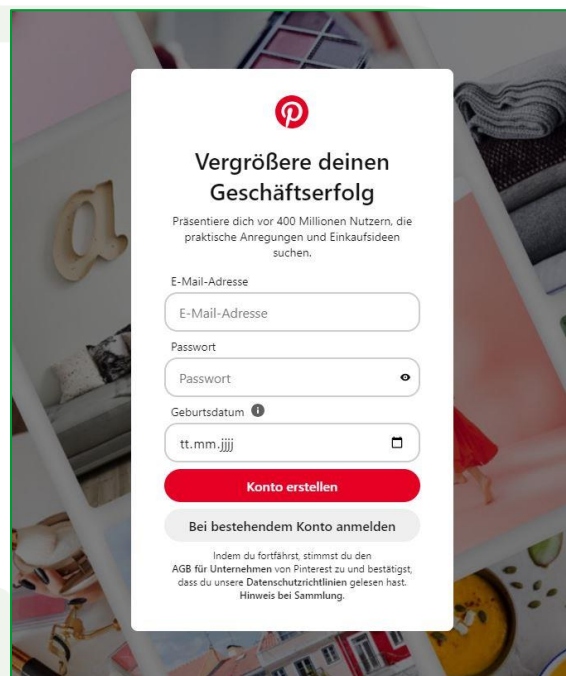 Vergrößere deinen
Geschäftserfolg
Präsentiere dich vor 400 Millionen Nutzern, die
praktische Anregungen und Einkaufsideen
suchen.
E-Mail-Adresse
E-Mail-Adresse
Passwort
Passwort
Geburtsdatum
tt.mm.jjjj
Konto erstellen
Bei bestehendem Konto anmelden
Indem du fortfährst, stimmst du den
AGB für Unternehmen von Pinterest zu und bestätigst,
dass du unsere Datenschutzrichtlinien gelesen hast.
Hinweis bei Sammlung.